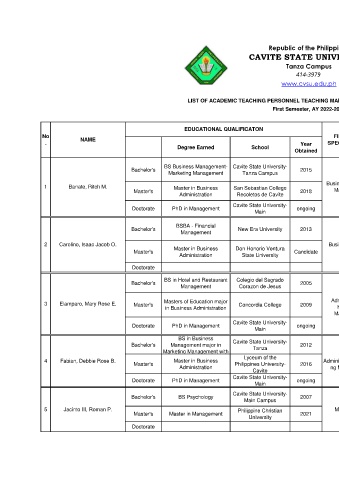 Republic of the Philippi
CAVITE STATE UNIV
Tanza Campus
414-3979
www.cvsu.edu.ph
LIST OF ACADEMIC TEACHING PERSONNEL TEACHING MA
First Semester, AY 2022-20
No
.
NAME
EDUCATIONAL QUALIFICATON
FI
SPEC
Degree Earned
School
Year
Obtained
1
Banate, Ritch M.
Bachelor's
BS Business Management-
Marketing Management
Cavite State University-
Tanza Campus
2015
Busin
M
Master's
Master in Business
Administration
San Sebastian College
Recoletos de Cavite
2018
Doctorate
PhD in Management
Cavite State University-
Main
ongoing
2
Carolino, Isaac Jacob O.
Bachelor's
BSBA - Financial
Management
New Era University
2013
Busi
Master's
Master in Business
Administration
Don Honorio Ventura
State University
Candidate
Doctorate
3
Elamparo, Mary Rose E.
Bachelor's
BS in Hotel and Restaurant
Management
Colegio del Sagrado
Corazon de Jesus
2005
Ad
Ma
Master's
Masters of Education major
in Business Administration
Concordia College
2009
Doctorate
PhD in Management
Cavite State University-
Main
ongoing
4
Fabian, Debbie Rose B.
Bachelor's
BS in Business
Management major in
Marketing Management with
Cavite State University-
Tanza
2012
Adminis
ng M
Master's
Master in Business
Administration
Lyceum of the
Philippines University-
Cavite
2016
Doctorate
PhD in Management
Cavite State University-
Main
ongoing
5
Jacinto III, Roman P.
Bachelor's
BS Psychology
Cavite State University-
Main Campus
2007
M
Master's
Master in Management
Philippine Christian
University
2021
Doctorate